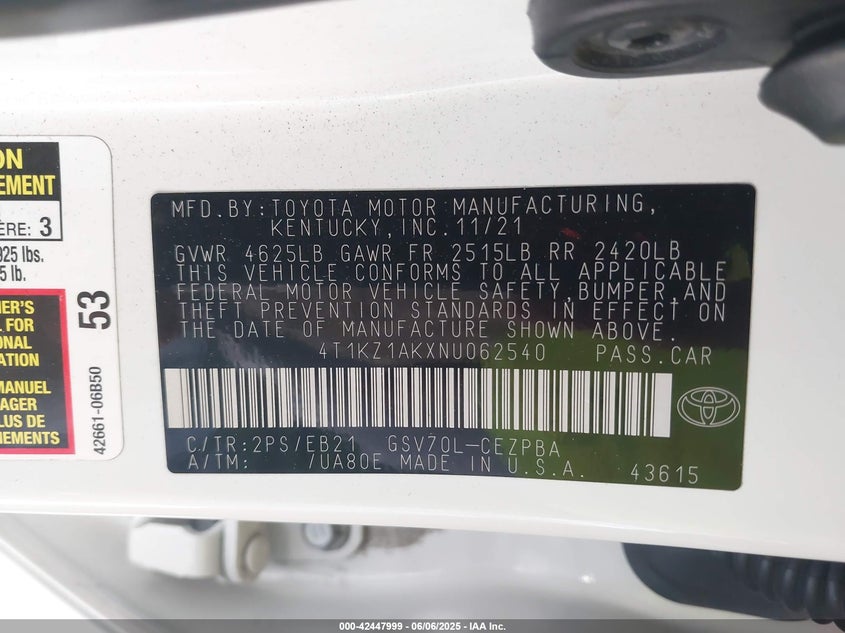 ON
EMENT
ÈRE: 3
925 lbs.
5 lb.
53
ER'S
L FOR
ONAL
ATION
MANUEL
AGER
LUS DE
NEMENTS
42661-06B50
MFD.BY:TOYOTA MOTOR MANUFACTURING,
KENTUCKY,INC.11/21
GVWR 4625LB GAWR FR 2515LB RR 2420LB
THIS VEHICLE CONFORMS TO ALL APPLICABLE
FEDERAL MOTOR VEHICLE SAFETY,BUMPER,AND
THEFT PREVENTION STANDARDS IN EFFECT ON
THE DATE OF MANUFACTURE SHOWN ABOVE.
4T1KZ1AKXNU062540 PASS.CAR
C/TR:2PS/EB21 GSV70L-CEZPBA
A/TM: /UA80E MADE IN U.S.A. 43615
000-42447999 - 06/06/2025 - IAA Inc.